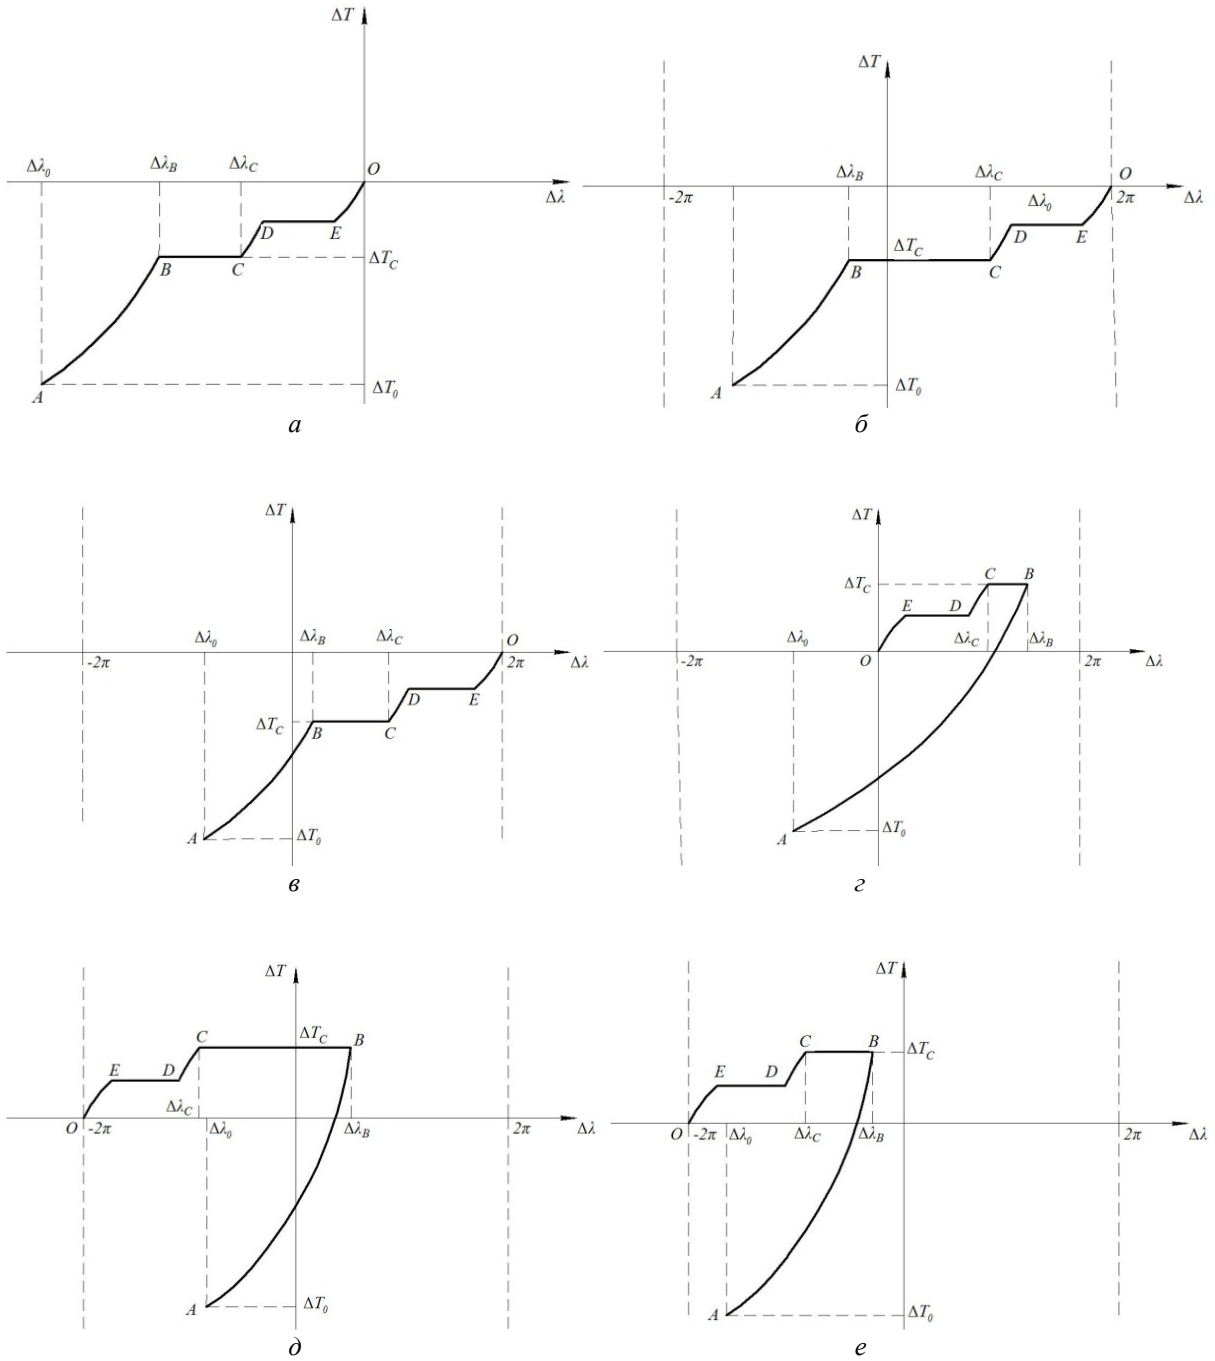 ΔT
Δλ₀ Δλ_B Δλ_C O
Δλ
D E
B C ΔT_C
A ΔT₀
а
ΔT
Δλ_B Δλ_C O
-2π Δλ₀ 2π Δλ
D E
ΔT_C
B C
A ΔT₀
б
ΔT
Δλ₀ Δλ_B Δλ_C O
-2π 2π Δλ
D E
ΔT_C B C
A ΔT₀
в
ΔT
C B
ΔT_C
E D
Δλ₀ Δλ_C Δλ_B
-2π O 2π Δλ
A ΔT₀
г
ΔT
C ΔT_C B
E D
Δλ_C
O -2π Δλ₀ Δλ_B 2π Δλ
A ΔT₀
д
ΔT
C B ΔT_C
E D
O -2π Δλ₀ Δλ_C Δλ_B 2π Δλ
A ΔT₀
е